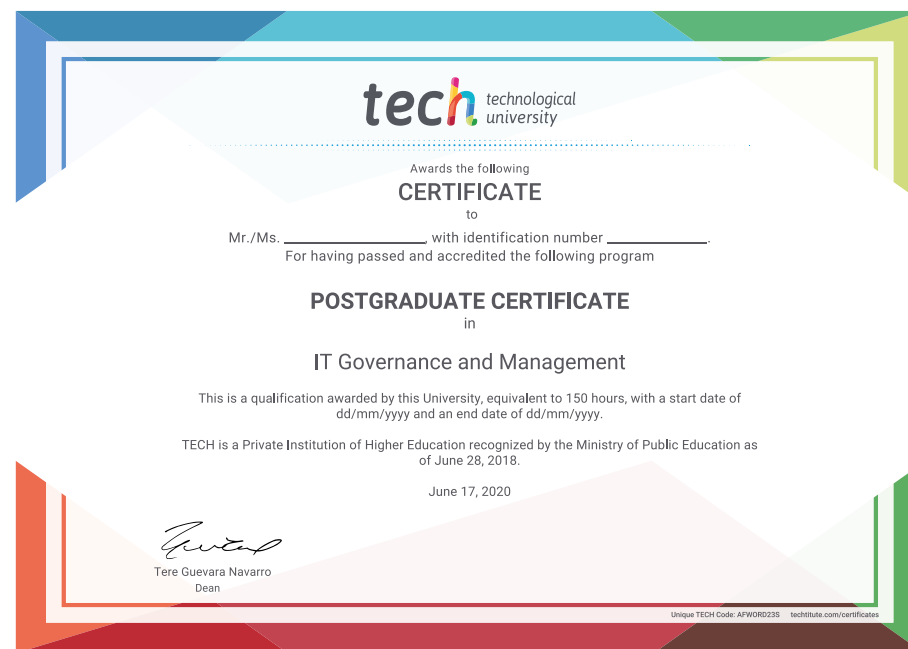 tech technological
university
Awards the following
CERTIFICATE
to
Mr./Ms. ____________, with identification number _________.
For having passed and accredited the following program
POSTGRADUATE CERTIFICATE
in
IT Governance and Management
This is a qualification awarded by this University, equivalent to 150 hours, with a start date of
dd/mm/yyyy and an end date of dd/mm/yyyy.
TECH is a Private Institution of Higher Education recognized by the Ministry of Public Education as
of June 28, 2018.
June 17, 2020
Tere Guevara Navarro
Dean
Unique TECH Code: AFWORD23S techtitute.com/certificates